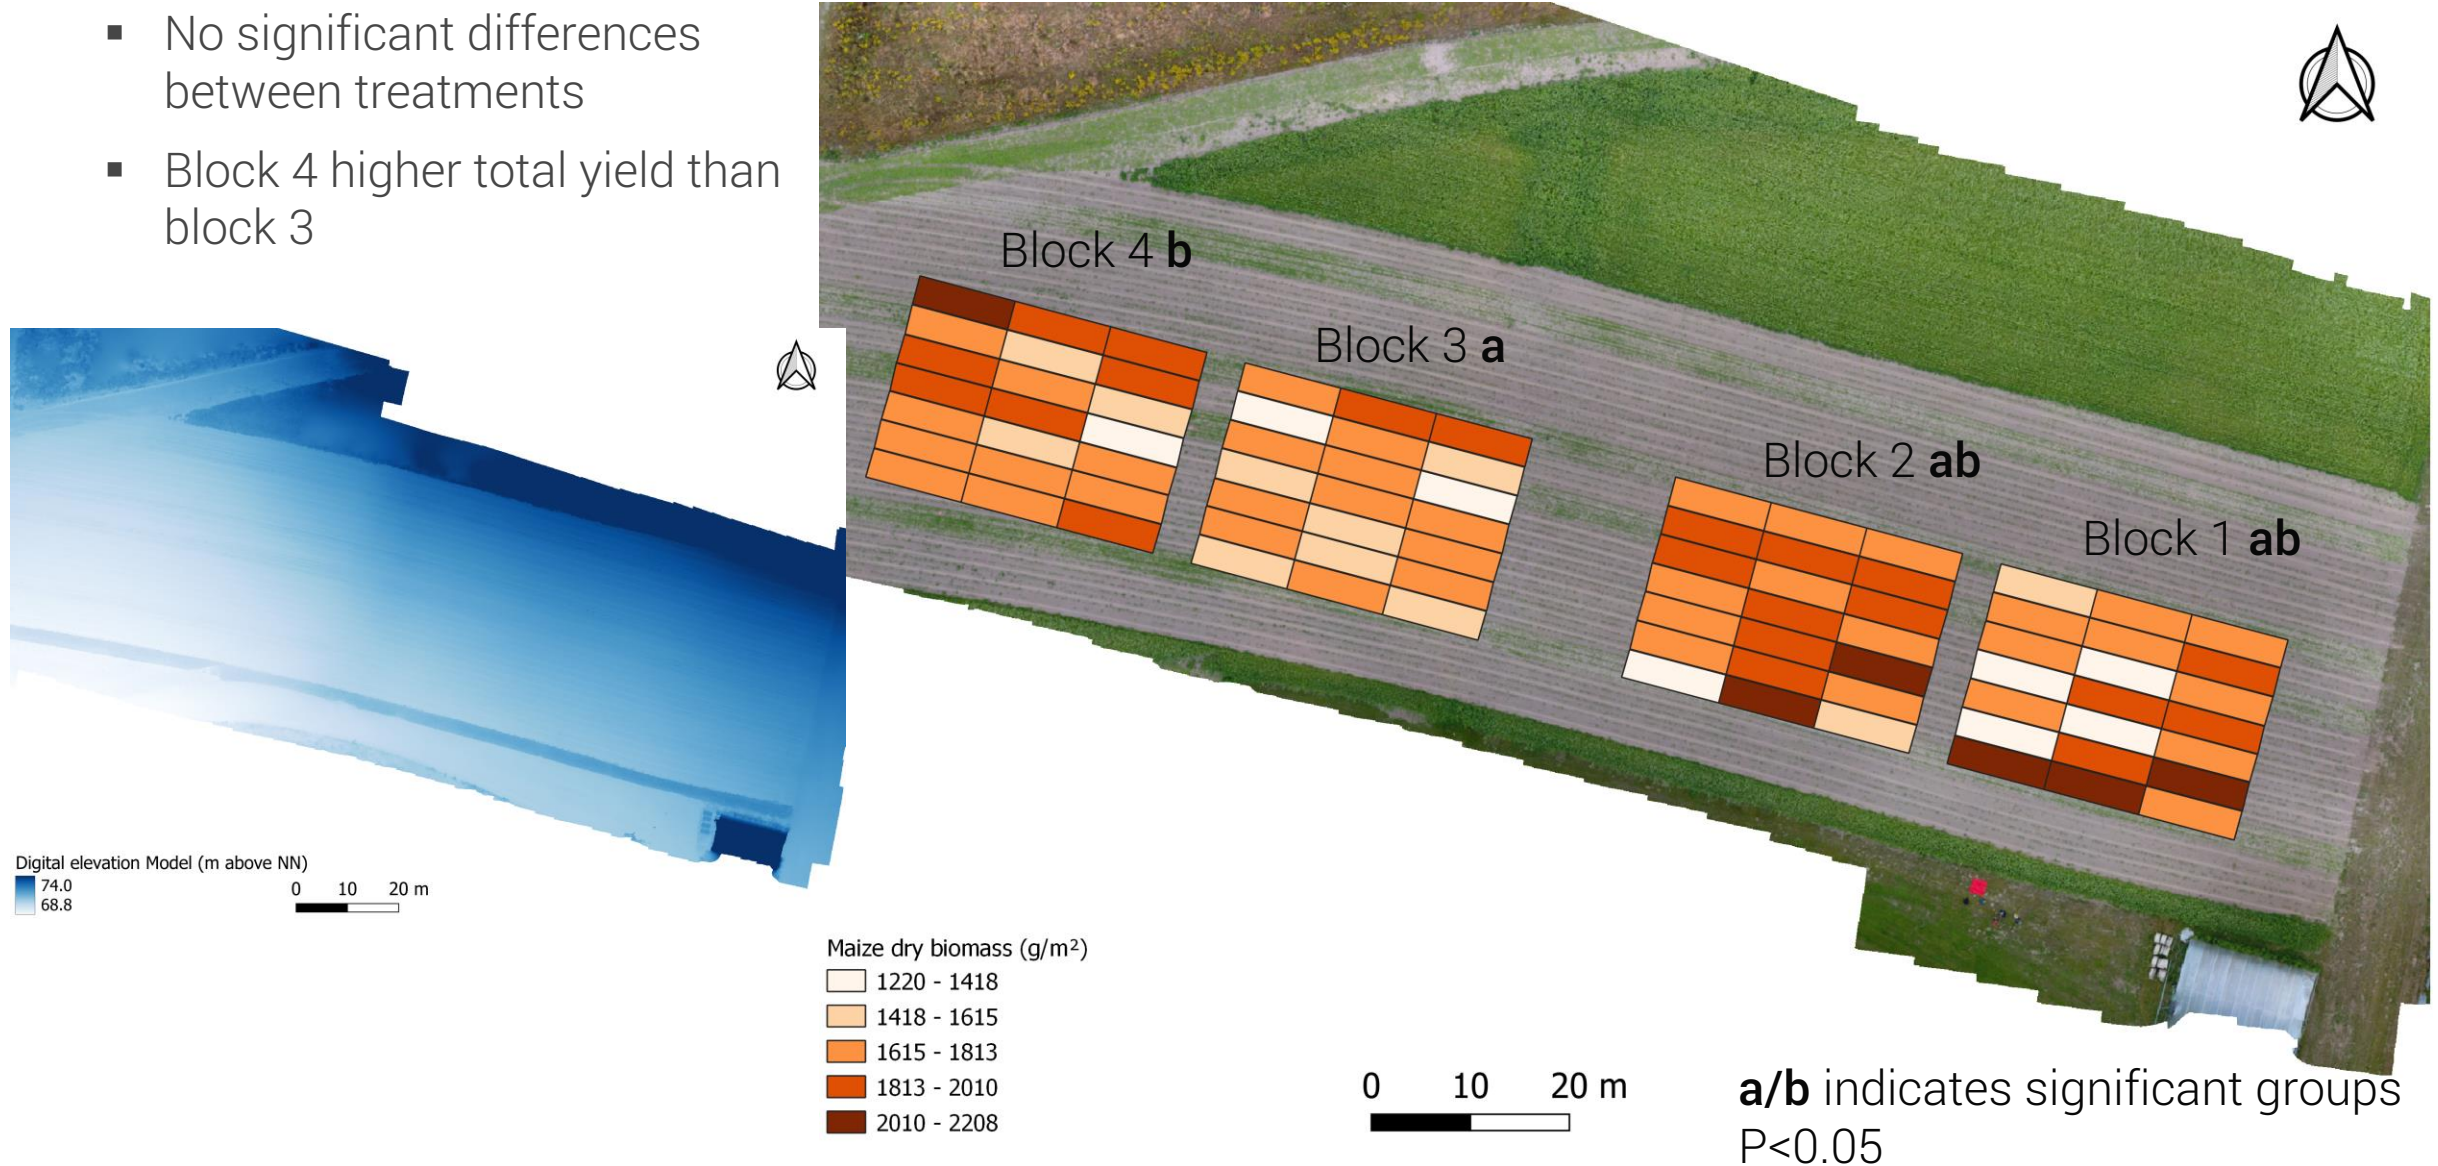 ▪ No significant differences
between treatments
▪ Block 4 higher total yield than
block 3
Block 4 b
Block 3 a
Block 2 ab
Block 1 ab
Digital elevation Model (m above NN)
74.0
68.8
0 10 20 m
Maize dry biomass (g/m²)
1220 - 1418
1418 - 1615
1615 - 1813
1813 - 2010
2010 - 2208
0 10 20 m
a/b indicates significant groups
P<0.05